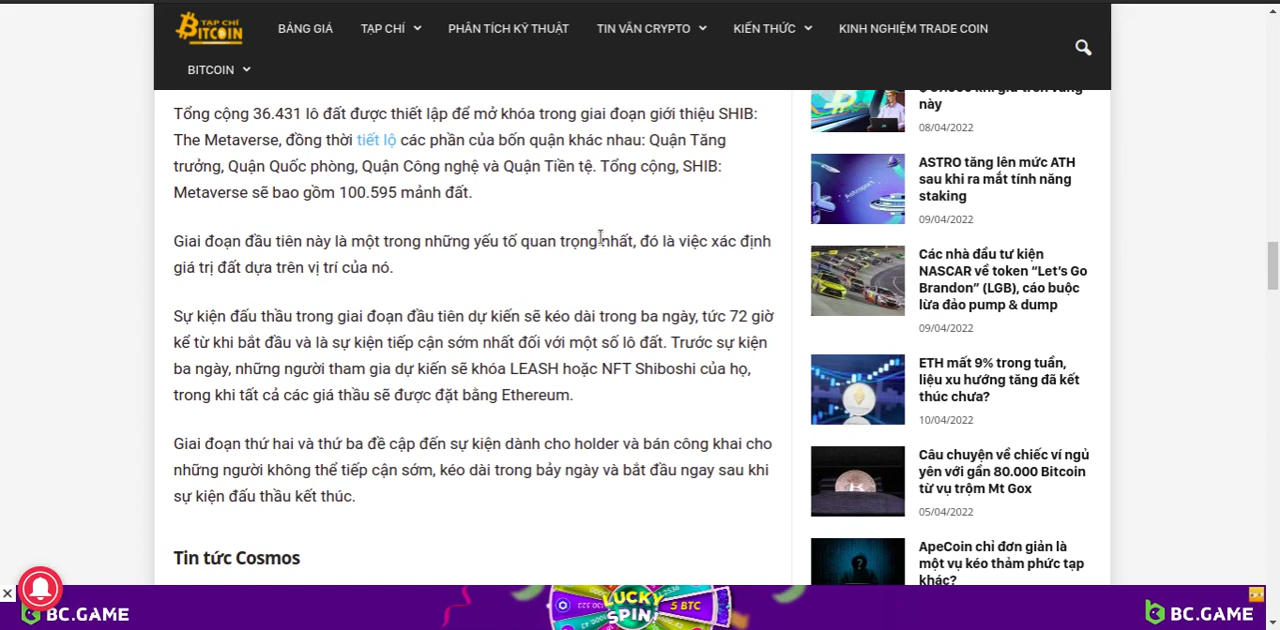 TẠP CHÍ
BITCOIN
BẢNG GIÁ
TẠP CHÍ
PHÂN TÍCH KỸ THUẬT
TIN VẮN CRYPTO
KIẾN THỨC
KINH NGHIỆM TRADE COIN
BITCOIN
Tổng cộng 36.431 lô đất được thiết lập để mở khóa trong giai đoạn giới thiệu SHIB:
The Metaverse, đồng thời tiết lộ các phần của bốn quận khác nhau: Quận Tăng
trưởng, Quận Quốc phòng, Quận Công nghệ và Quận Tiền tệ. Tổng cộng, SHIB:
Metaverse sẽ bao gồm 100.595 mảnh đất.
Giai đoạn đầu tiên này là một trong những yếu tố quan trọng nhất, đó là việc xác định
giá trị đất dựa trên vị trí của nó.
Sự kiện đấu thầu trong giai đoạn đầu tiên dự kiến sẽ kéo dài trong ba ngày, tức 72 giờ
kể từ khi bắt đầu và là sự kiện tiếp cận sớm nhất đối với một số lô đất. Trước sự kiện
ba ngày, những người tham gia dự kiến sẽ khóa LEASH hoặc NFT Shiboshi của họ,
trong khi tất cả các giá thầu sẽ được đặt bằng Ethereum.
Giai đoạn thứ hai và thứ ba đề cập đến sự kiện dành cho holder và bán công khai cho
những người không thể tiếp cận sớm, kéo dài trong bảy ngày và bắt đầu ngay sau khi
sự kiện đấu thầu kết thúc.
Tin tức Cosmos
này
08/04/2022
ASTRO tăng lên mức ATH
sau khi ra mắt tính năng
staking
09/04/2022
Các nhà đầu tư kiện
NASCAR về token “Let’s Go
Brandon” (LGB), cáo buộc
lừa đảo pump & dump
09/04/2022
ETH mất 9% trong tuần,
liệu xu hướng tăng đã kết
thúc chưa?
10/04/2022
Câu chuyện về chiếc ví ngủ
yên với gần 80.000 Bitcoin
từ vụ trộm Mt Gox
05/04/2022
ApeCoin chỉ đơn giản là
một vụ kéo thảm phức tạp
khác?
BC.GAME
LUCKY
SPIN!
5 BTC
BC.GAME